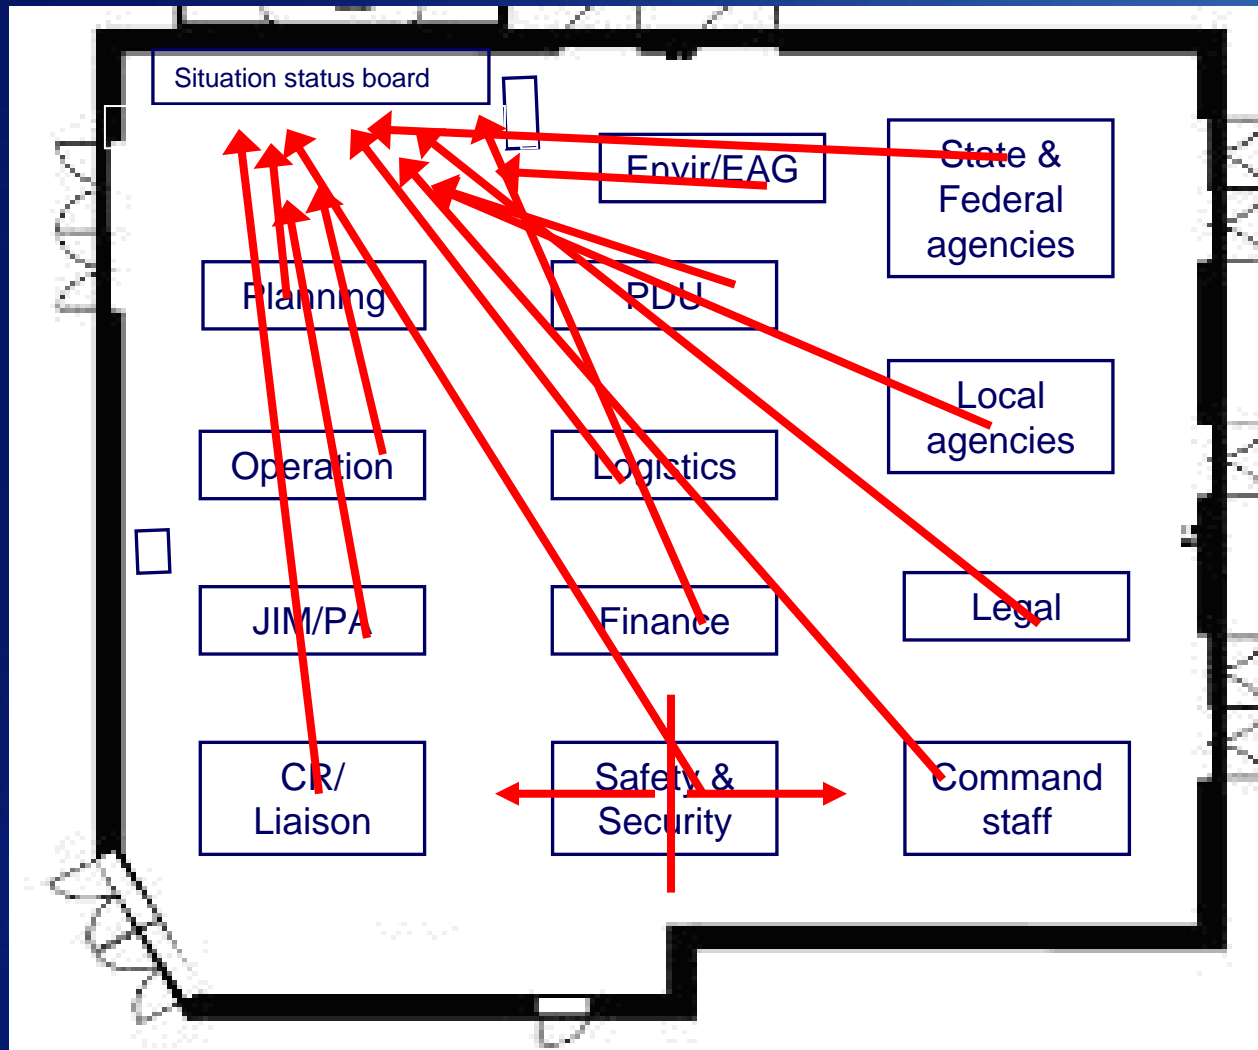 Situation status board
Envir/EAG
State &
Federal
agencies
Planning
PDU
Local
agencies
Operation
Logistics
JIM/PA
Finance
Legal
CR/
Liaison
Safety &
Security
Command
staff